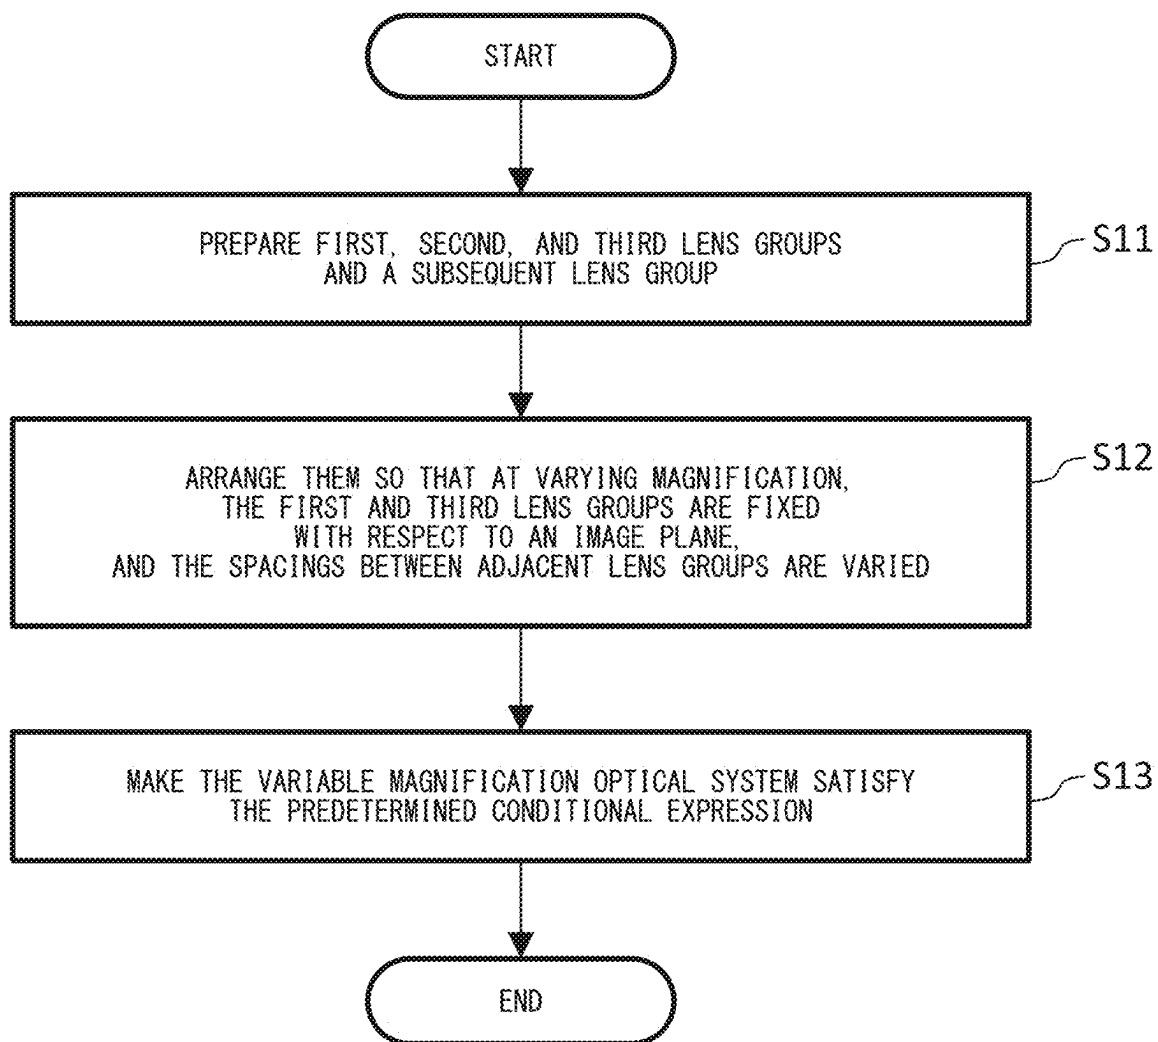 START
PREPARE FIRST, SECOND, AND THIRD LENS GROUPS
AND A SUBSEQUENT LENS GROUP
S11
ARRANGE THEM SO THAT AT VARYING MAGNIFICATION,
THE FIRST AND THIRD LENS GROUPS ARE FIXED
WITH RESPECT TO AN IMAGE PLANE,
AND THE SPACINGS BETWEEN ADJACENT LENS GROUPS ARE VARIED
S12
MAKE THE VARIABLE MAGNIFICATION OPTICAL SYSTEM SATISFY
THE PREDETERMINED CONDITIONAL EXPRESSION
S13
END